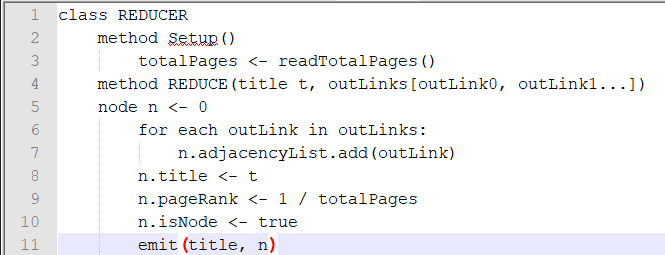 1 class REDUCER
2 method Setup()
3 totalPages <- readTotalPages()
4 method REDUCE(title t, outLinks[outLink0, outLink1...])
5 node n <- 0
6 for each outLink in outLinks:
7 n.adjacencyList.add(outLink)
8 n.title <- t
9 n.pageRank <- 1 / totalPages
10 n.isNode <- true
11 emit(title, n)